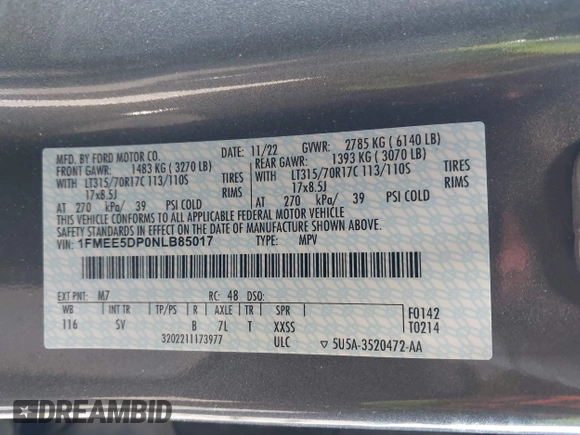 MFD. BY FORD MOTOR CO.
DATE: 11/22 GVWR: 2785 KG ( 6140 LB)
FRONT GAWR: 1483 KG ( 3270 LB)
REAR GAWR: 1393 KG ( 3070 LB)
WITH LT315/70R17C 113/110S TIRES
WITH LT315/70R17C 113/110S TIRES
17x8.5J RIMS
17x8.5J RIMS
AT 270 kPa/ 39 PSI COLD
AT 270 kPa/ 39 PSI COLD
THIS VEHICLE CONFORMS TO ALL APPLICABLE FEDERAL MOTOR VEHICLE
SAFETY STANDARDS IN EFFECT ON THE DATE OF MANUFACTURE SHOWN ABOVE.
VIN: 1FMEE5DP0NLB85017 TYPE: MPV
EXT PNT: M7 RC: 48 DSO:
WB INT TR TP/PS R AXLE TR SPR
116 SV B 7L T XXSS
F0142
T0214
3202211173977 ULC 5U5A-3520472-AA
DREAMBID